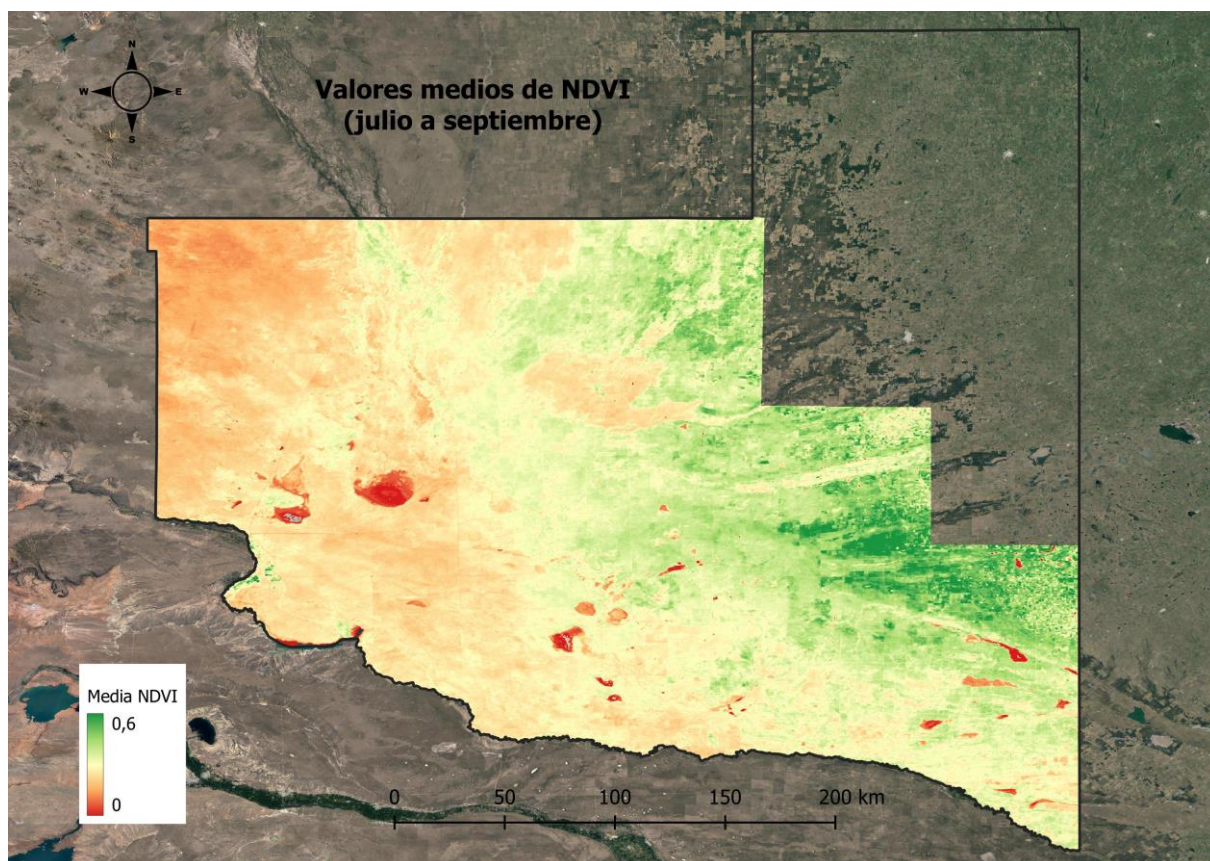 N
W E
S
Valores medios de NDVI
(julio a septiembre)
Media NDVI
0,6
0
0 50 100 150 200 km